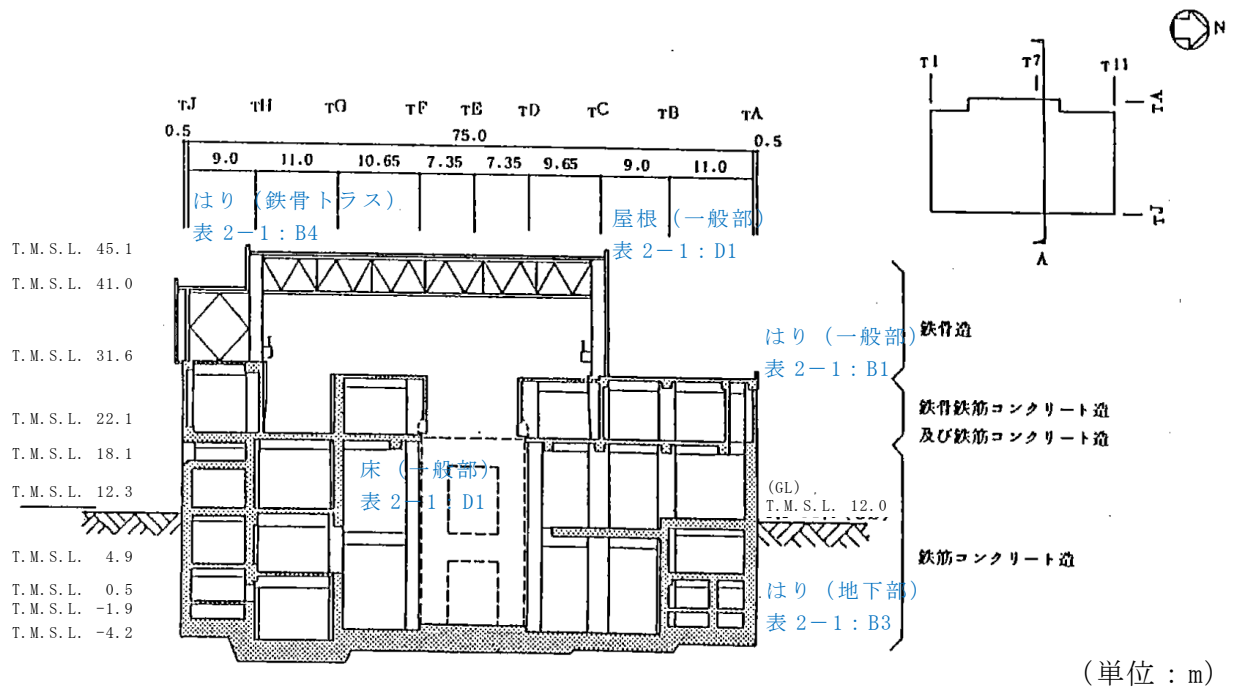 N
T1 T7 T11
TA
TJ
A
TJ TH TG TF TE TD TC TB TA
0.5 75.0 0.5
9.0 11.0 10.65 7.35 7.35 9.65 9.0 11.0
はり（鉄骨トラス）
表 2－1：B4
屋根（一般部）
表 2－1：D1
T.M.S.L. 45.1
T.M.S.L. 41.0
T.M.S.L. 31.6
T.M.S.L. 22.1
T.M.S.L. 18.1
T.M.S.L. 12.3
T.M.S.L. 4.9
T.M.S.L. 0.5
T.M.S.L. -1.9
T.M.S.L. -4.2
はり（一般部）
表 2－1：B1
床（一般部）
表 2－1：D1
(GL)
T.M.S.L. 12.0
はり（地下部）
表 2－1：B3
鉄骨造
鉄骨鉄筋コンクリート造
及び鉄筋コンクリート造
鉄筋コンクリート造
（単位：m）